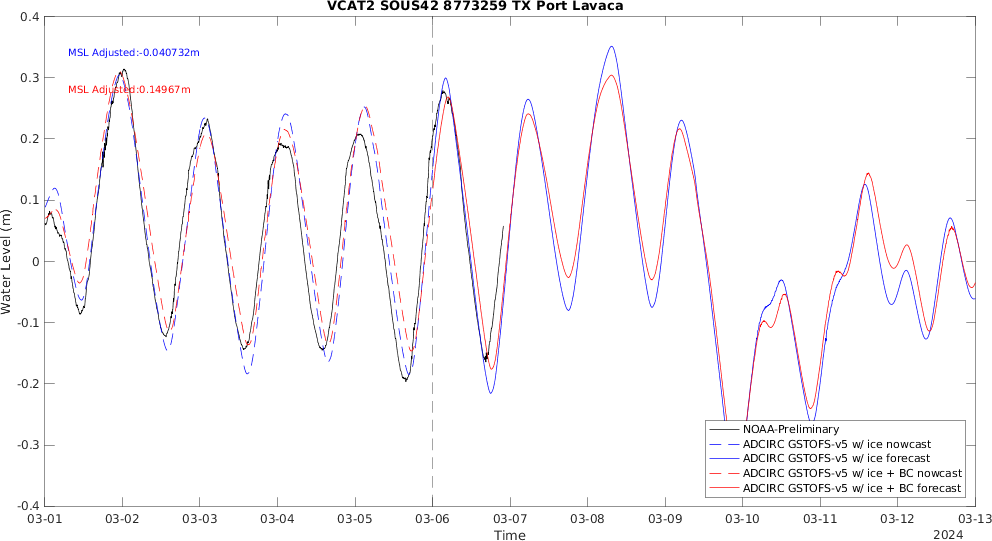 VCAT2 SOUS42 8773259 TX Port Lavaca
MSL Adjusted:-0.040732m
MSL Adjusted:0.14967m
Water Level (m)
0.4
0.3
0.2
0.1
0
-0.1
-0.2
-0.3
-0.4
NOAA-Preliminary
ADCIRC GSTOFS-v5 w/ ice nowcast
ADCIRC GSTOFS-v5 w/ ice forecast
ADCIRC GSTOFS-v5 w/ ice + BC nowcast
ADCIRC GSTOFS-v5 w/ ice + BC forecast
03-01 03-02 03-03 03-04 03-05 03-06 03-07 03-08 03-09 03-10 03-11 03-12 03-13
Time
2024